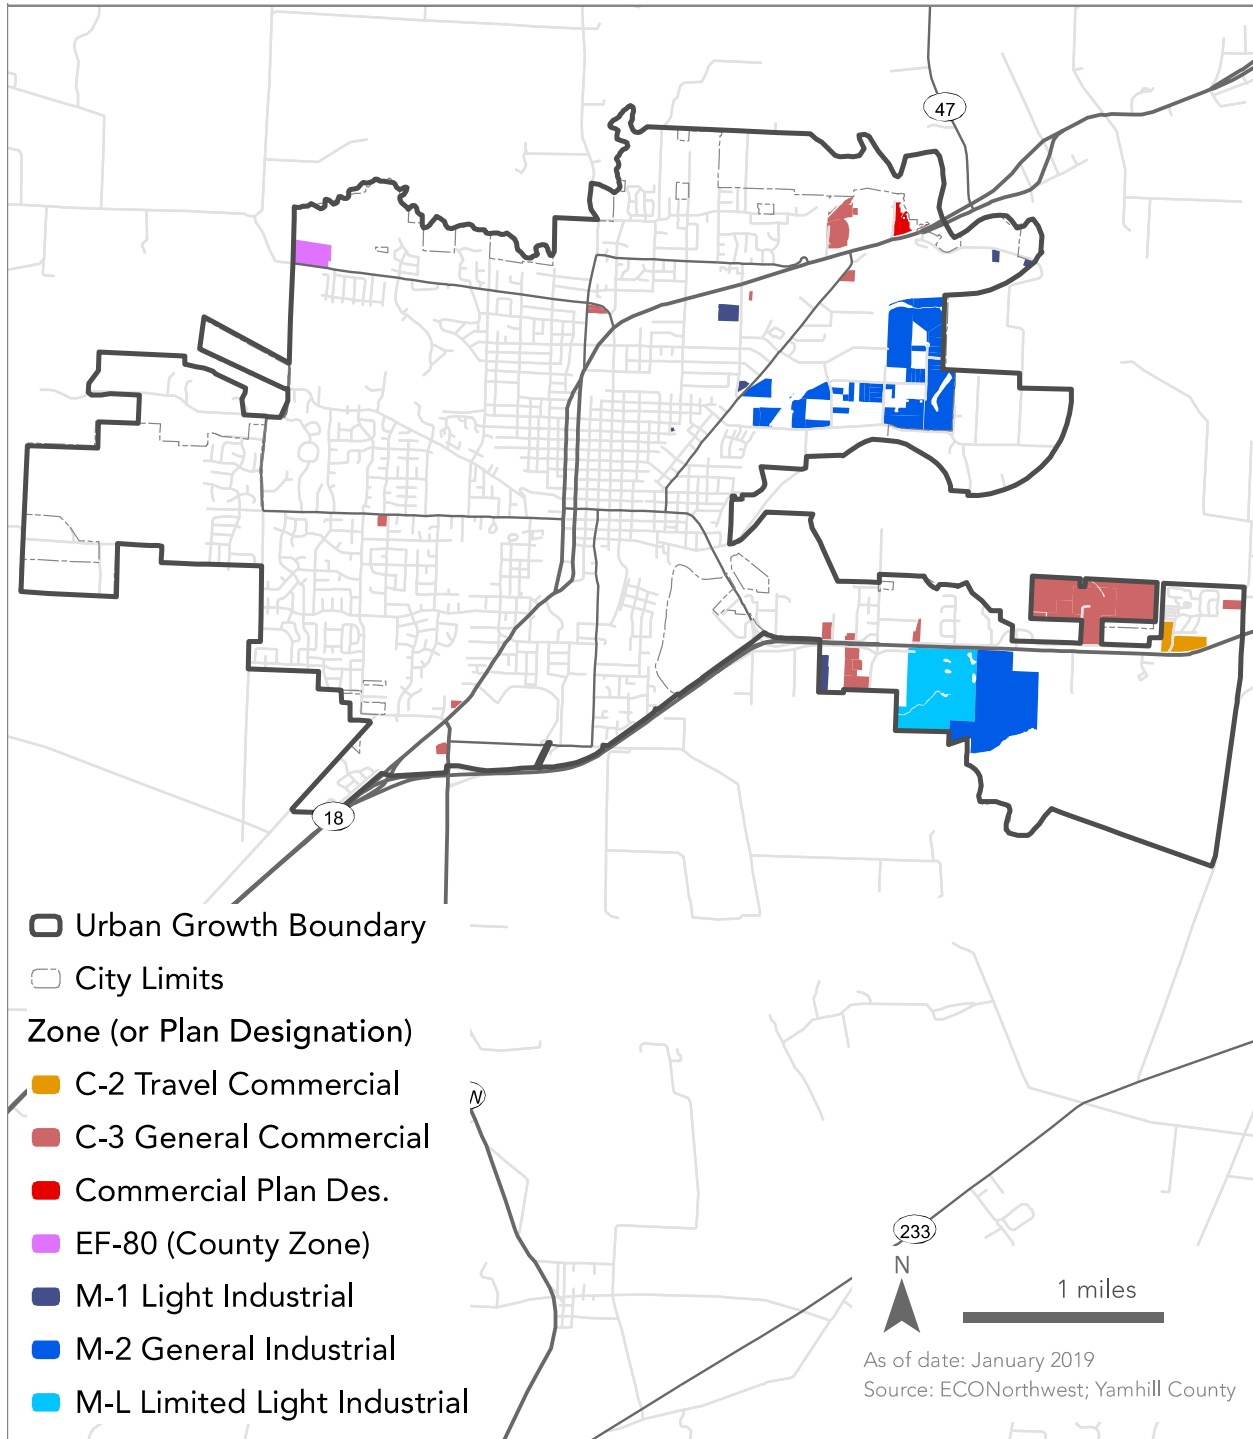 47
18
Urban Growth Boundary
City Limits
Zone (or Plan Designation)
C-2 Travel Commercial
C-3 General Commercial
Commercial Plan Des.
EF-80 (County Zone)
M-1 Light Industrial
M-2 General Industrial
M-L Limited Light Industrial
233
N
1 miles
As of date: January 2019
Source: ECONorthwest; Yamhill County